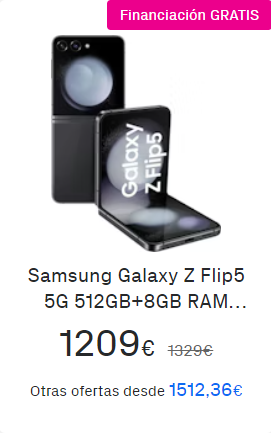 Financiación GRATIS
Galaxy
Z Flip5
Samsung Galaxy Z Flip5
5G 512GB+8GB RAM...
1209€ 1329€
Otras ofertas desde 1512,36€